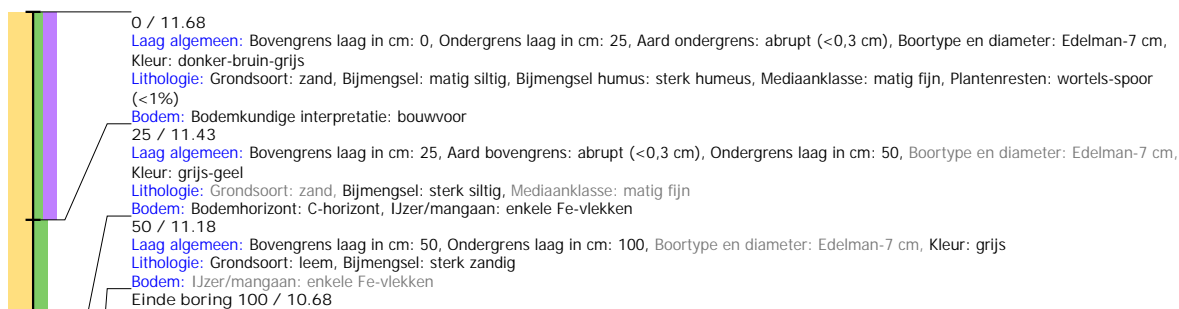 0 / 11.68
Laag algemeen: Bovengrens laag in cm: 0, Ondergrens laag in cm: 25, Aard ondergrens: abrupt (<0,3 cm), Boortype en diameter: Edelman-7 cm,
Kleur: donker-bruin-grijs
Lithologie: Grondsoort: zand, Bijmengsel: matig siltig, Bijmengsel humus: sterk humeus, Mediaanklasse: matig fijn, Plantenresten: wortels-spoor
(<1%)
Bodem: Bodemkundige interpretatie: bouwvoor
25 / 11.43
Laag algemeen: Bovengrens laag in cm: 25, Aard bovengrens: abrupt (<0,3 cm), Ondergrens laag in cm: 50, Boortype en diameter: Edelman-7 cm,
Kleur: grijs-geel
Lithologie: Grondsoort: zand, Bijmengsel: sterk siltig, Mediaanklasse: matig fijn
Bodem: Bodemhorizont: C-horizont, IJzer/mangaan: enkele Fe-vlekken
50 / 11.18
Laag algemeen: Bovengrens laag in cm: 50, Ondergrens laag in cm: 100, Boortype en diameter: Edelman-7 cm, Kleur: grijs
Lithologie: Grondsoort: leem, Bijmengsel: sterk zandig
Bodem: IJzer/mangaan: enkele Fe-vlekken
Einde boring 100 / 10.68